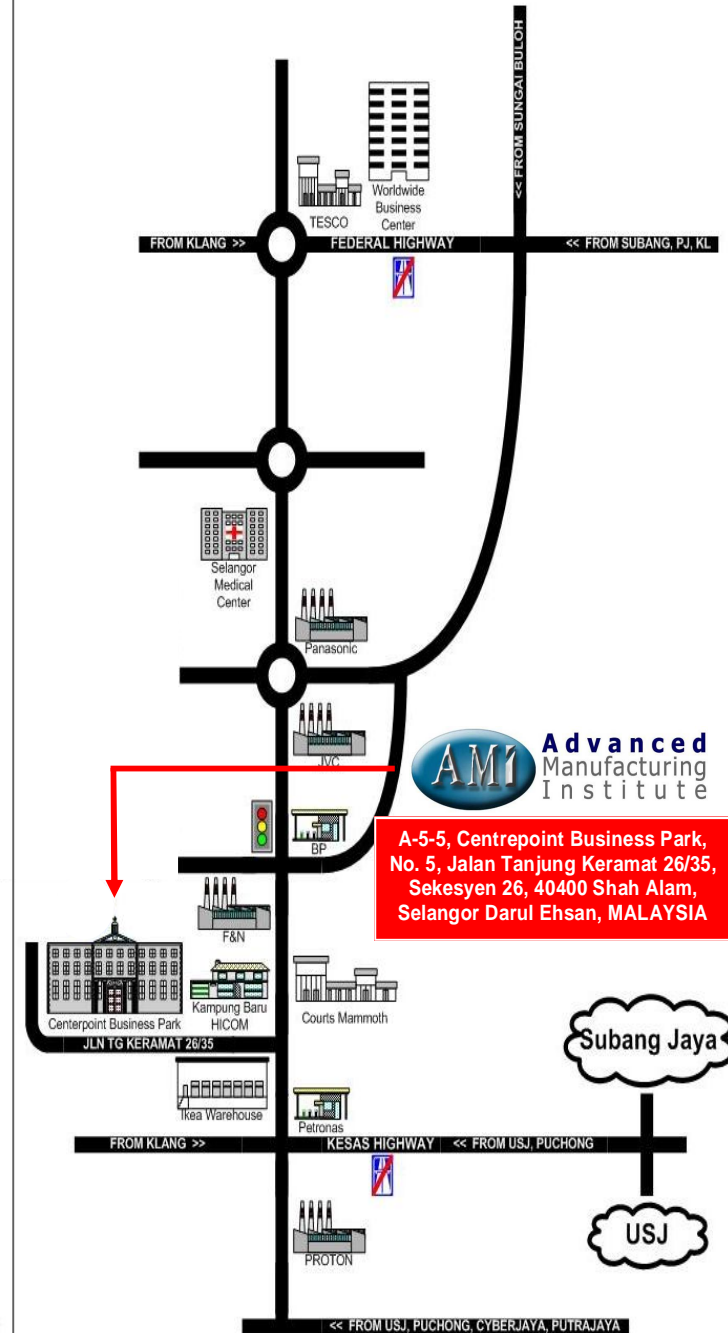 << FROM SUNGAI BULOH
TESCO
Worldwide
Business
Center
FROM KLANG >>
FEDERAL HIGHWAY
<< FROM SUBANG, PJ, KL
Selangor
Medical
Center
Panasonic
JVC
AMi
Advanced
Manufacturing
Institute
BP
A-5-5, Centrepoint Business Park,
No. 5, Jalan Tanjung Keramat 26/35,
Sekesyen 26, 40400 Shah Alam,
Selangor Darul Ehsan, MALAYSIA
F&N
Centerpoint Business Park
Kampung Baru
HICOM
Courts Mammoth
JLN TG KERAMAT 26/35
Subang Jaya
Ikea Warehouse
Petronas
FROM KLANG >>
KESAS HIGHWAY
<< FROM USJ, PUCHONG
USJ
PROTON
<< FROM USJ, PUCHONG, CYBERJAYA, PUTRAJAYA